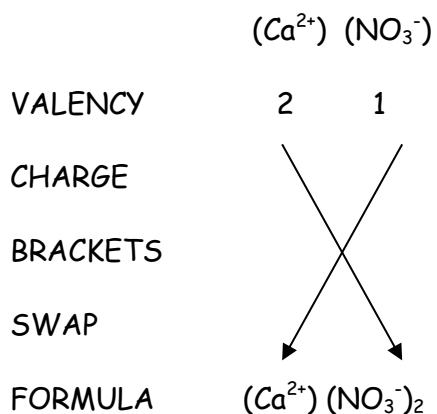 (Ca²⁺) (NO₃⁻)
VALENCY 2 1
CHARGE
BRACKETS
SWAP
FORMULA (Ca²⁺) (NO₃⁻)₂